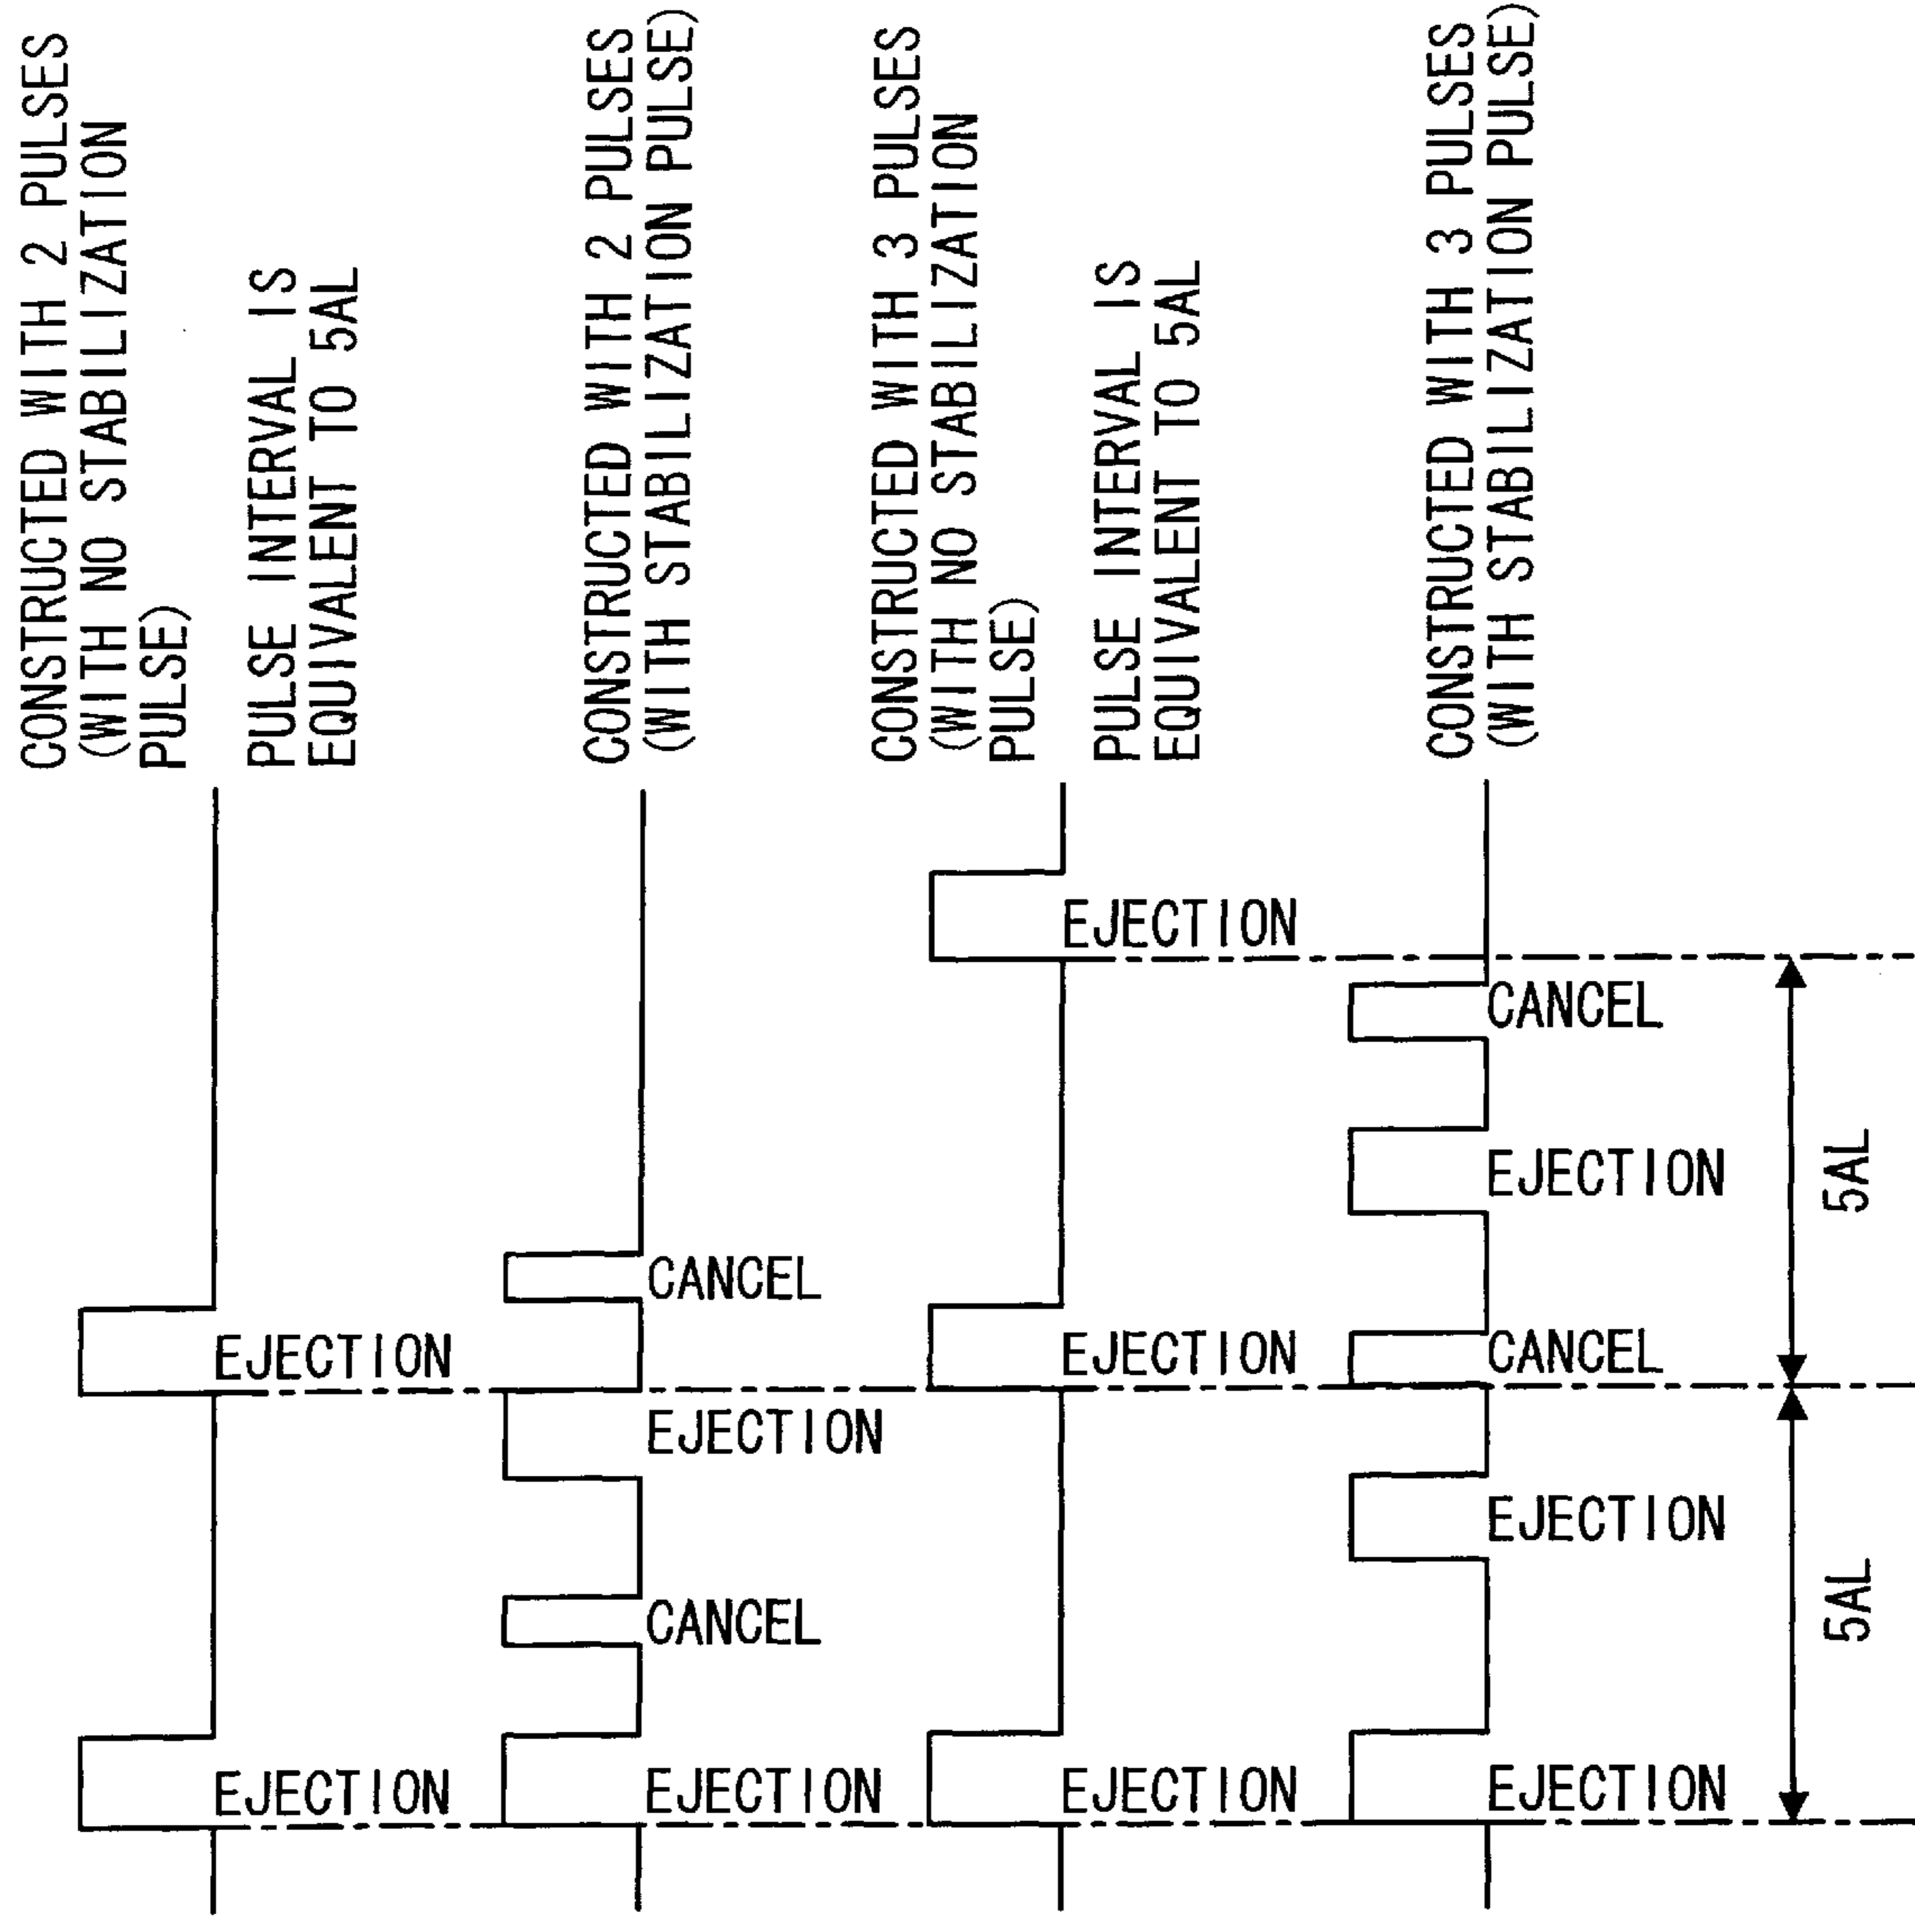 CONSTRUCTED WITH 2 PULSES
(WITH NO STABILIZATION
PULSE)
PULSE INTERVAL IS
EQUIVALENT TO 5AL
EJECTION
EJECTION
CONSTRUCTED WITH 2 PULSES
(WITH STABILIZATION PULSE)
EJECTION
CANCEL
EJECTION
CANCEL
CONSTRUCTED WITH 3 PULSES
(WITH NO STABILIZATION
PULSE)
PULSE INTERVAL IS
EQUIVALENT TO 5AL
EJECTION
EJECTION
EJECTION
CONSTRUCTED WITH 3 PULSES
(WITH STABILIZATION PULSE)
EJECTION
EJECTION
CANCEL
EJECTION
CANCEL
5AL
5AL